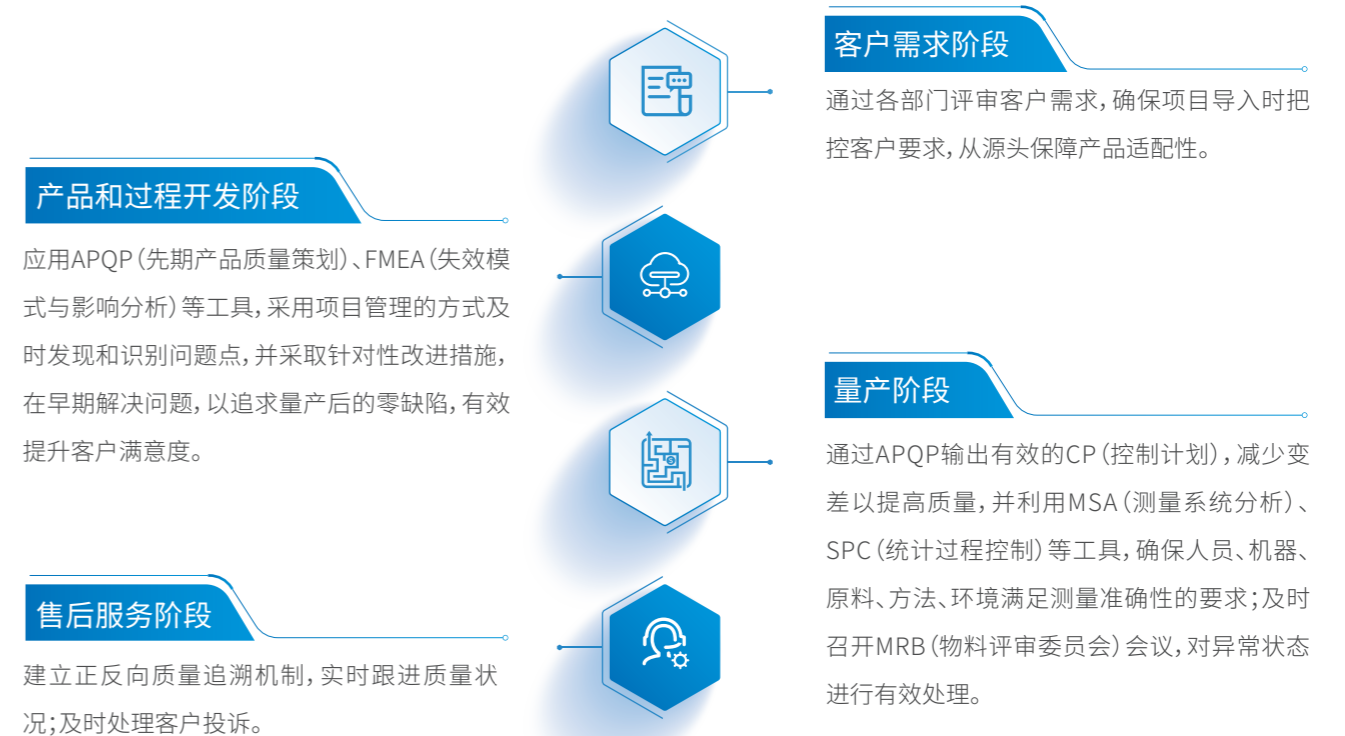 客户需求阶段
通过各部门评审客户需求，确保项目导入时把
控客户要求，从源头保障产品适配性。
产品和过程开发阶段
应用APQP（先期产品质量策划）、FMEA（失效模
式与影响分析）等工具，采用项目管理的方式及
时发现和识别问题点，并采取针对性改进措施，
在早期解决问题，以追求量产后的零缺陷，有效
提升客户满意度。
量产阶段
通过APQP输出有效的CP（控制计划），减少变
差以提高质量，并利用MSA（测量系统分析）、
SPC（统计过程控制）等工具，确保人员、机器、
原料、方法、环境满足测量准确性的要求；及时
召开MRB（物料评审委员会）会议，对异常状态
进行有效处理。
售后服务阶段
建立正反向质量追溯机制，实时跟进质量状
况；及时处理客户投诉。